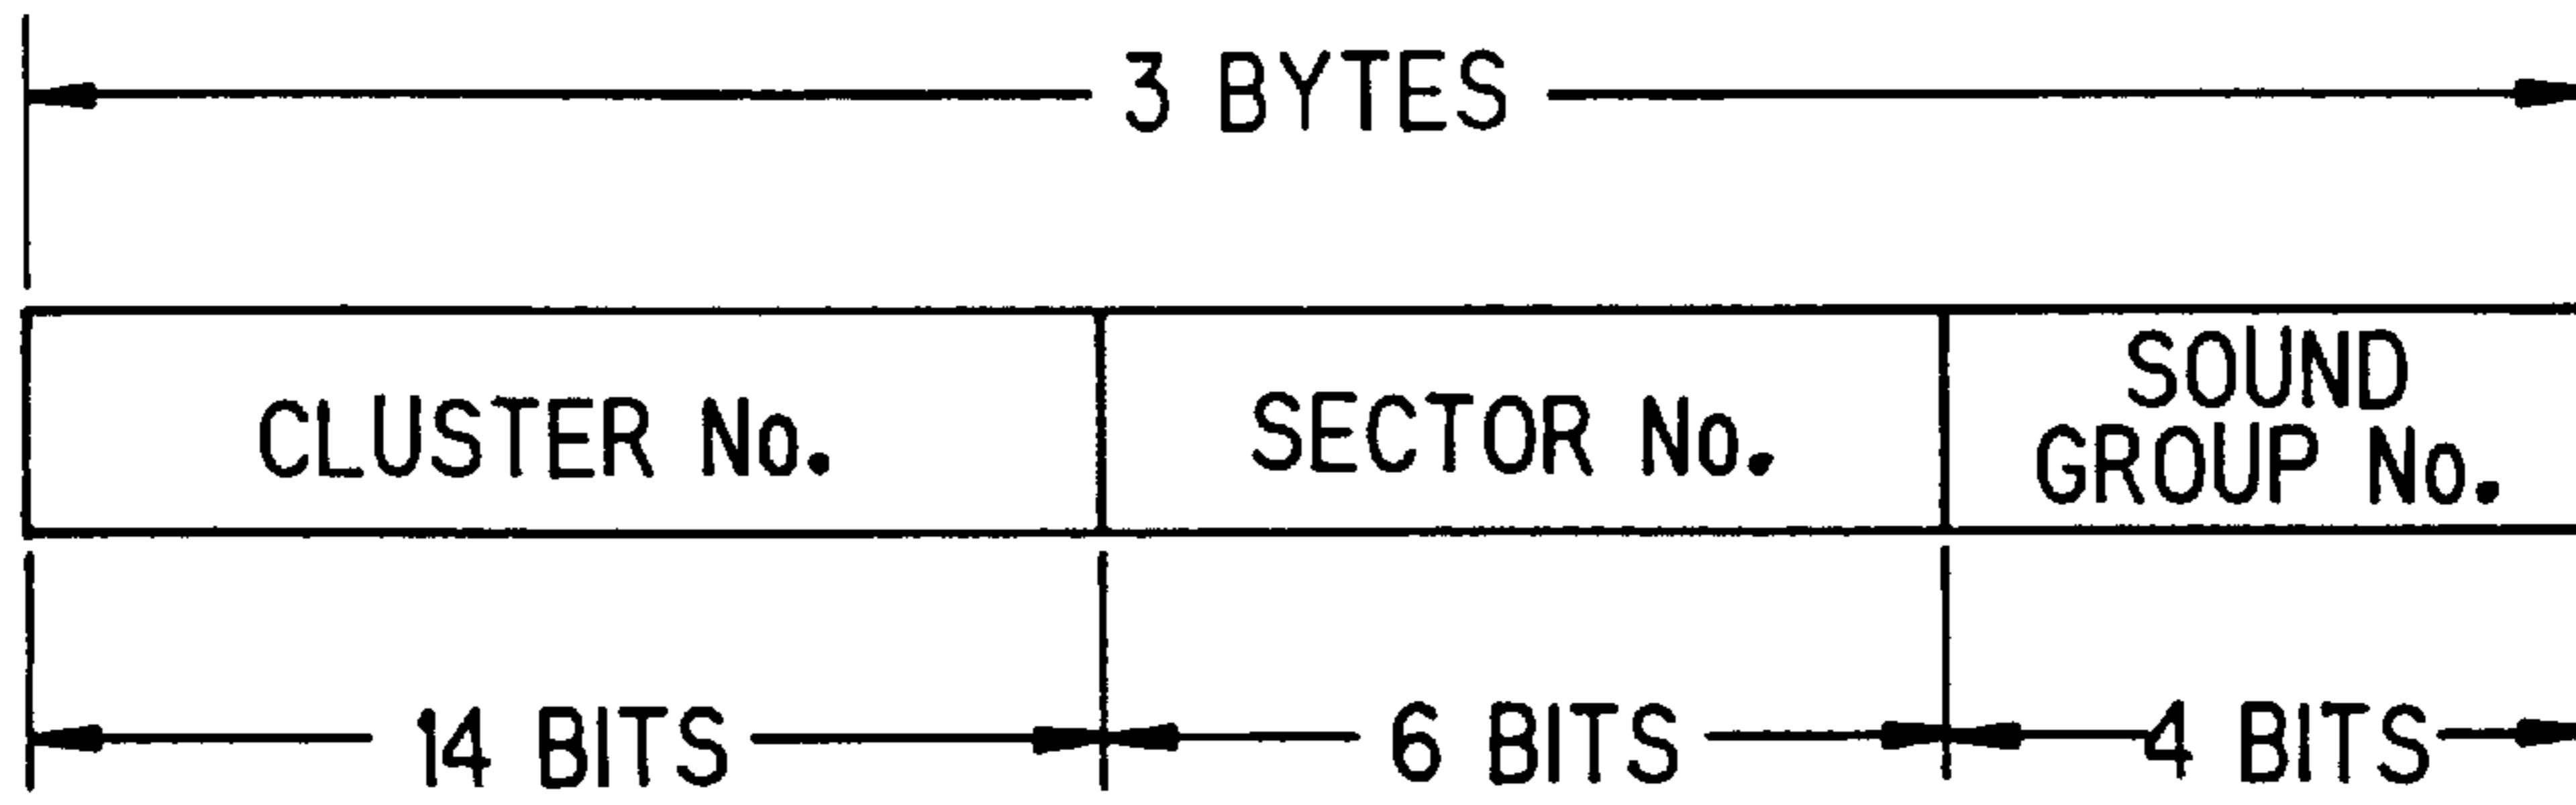 3 BYTES
CLUSTER No.
SECTOR No.
SOUND
GROUP No.
14 BITS
6 BITS
4 BITS